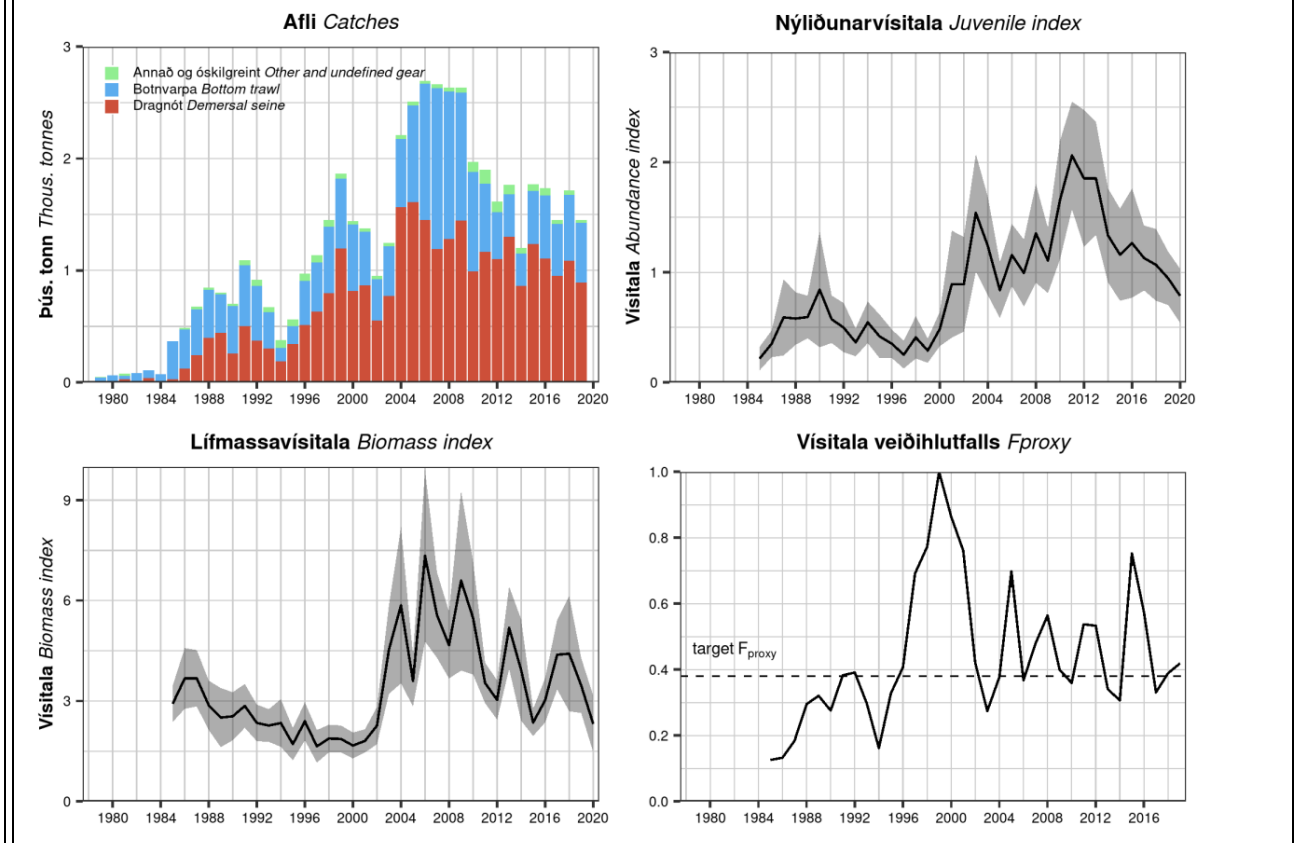 Afli Catches
Þús. tonn Thous. tonnes
3
2
1
0
Annað og óskilgreint Other and undefined gear
Botnvarpa Bottom trawl
Dragnót Demersal seine
1980 1984 1988 1992 1996 2000 2004 2008 2012 2016 2020
Nýliðunarvísitala Juvenile index
Vísitala Abundance index
3
2
1
0
1980 1984 1988 1992 1996 2000 2004 2008 2012 2016 2020
Lífmassavísitala Biomass index
Vísitala Biomass index
9
6
3
0
1980 1984 1988 1992 1996 2000 2004 2008 2012 2016 2020
Vísitala veiðihlutfalls Fproxy
1.0
0.8
0.6
target Fproxy
0.4
0.2
0.0
1980 1984 1988 1992 1996 2000 2004 2008 2012 2016